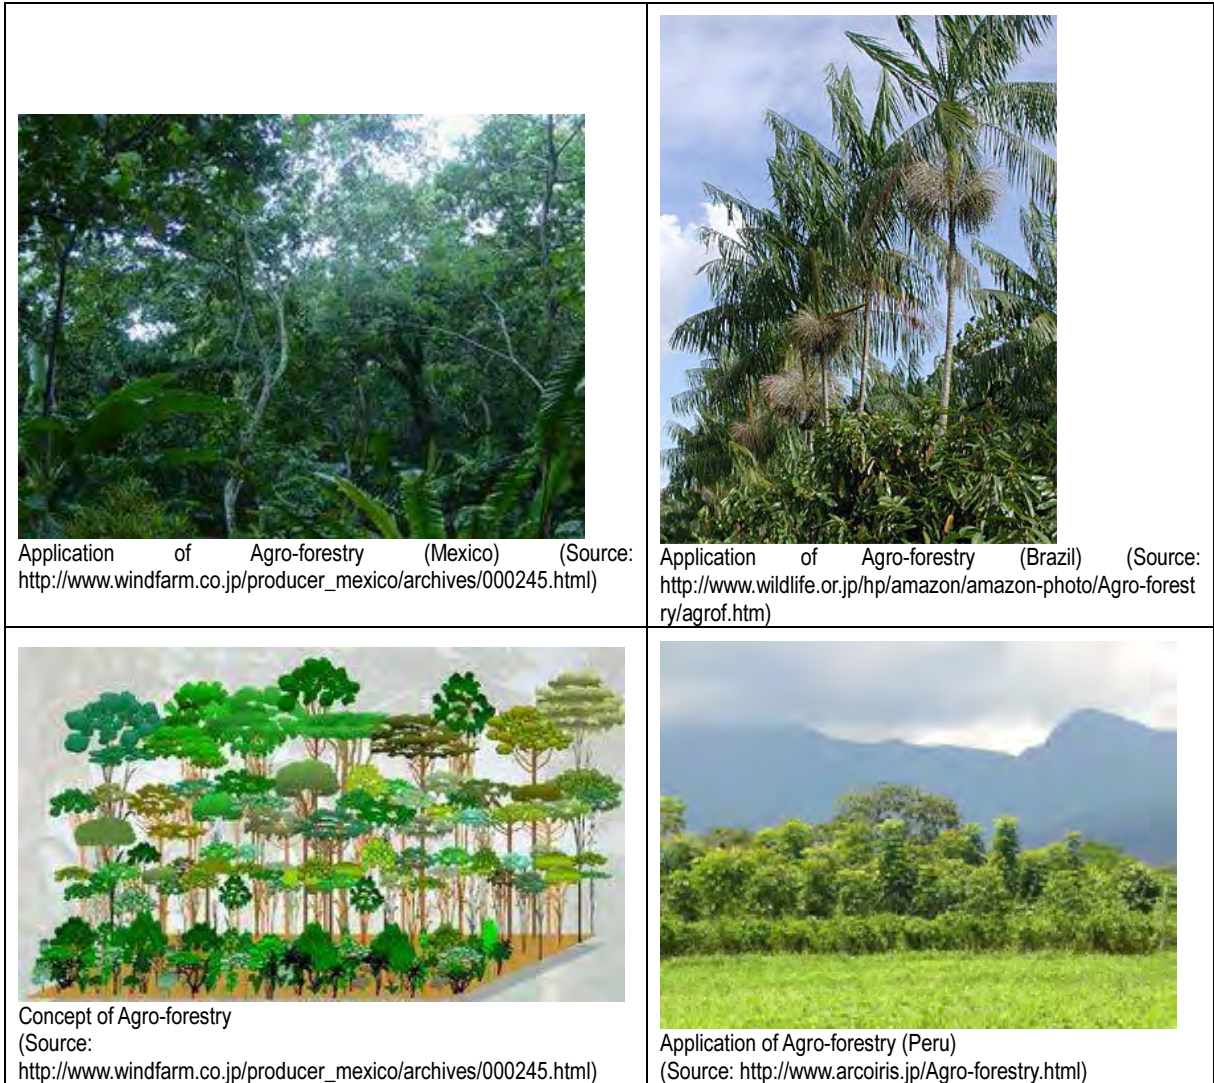 Application of Agro-forestry (Mexico) (Source:
http://www.windfarm.co.jp/producer_mexico/archives/000245.html)
Application of Agro-forestry (Brazil) (Source:
http://www.wildlife.or.jp/hp/amazon/amazon-photo/Agro-forest
ry/agrof.htm)
Concept of Agro-forestry
(Source:
http://www.windfarm.co.jp/producer_mexico/archives/000245.html)
Application of Agro-forestry (Peru)
(Source: http://www.arcoiris.jp/Agro-forestry.html)